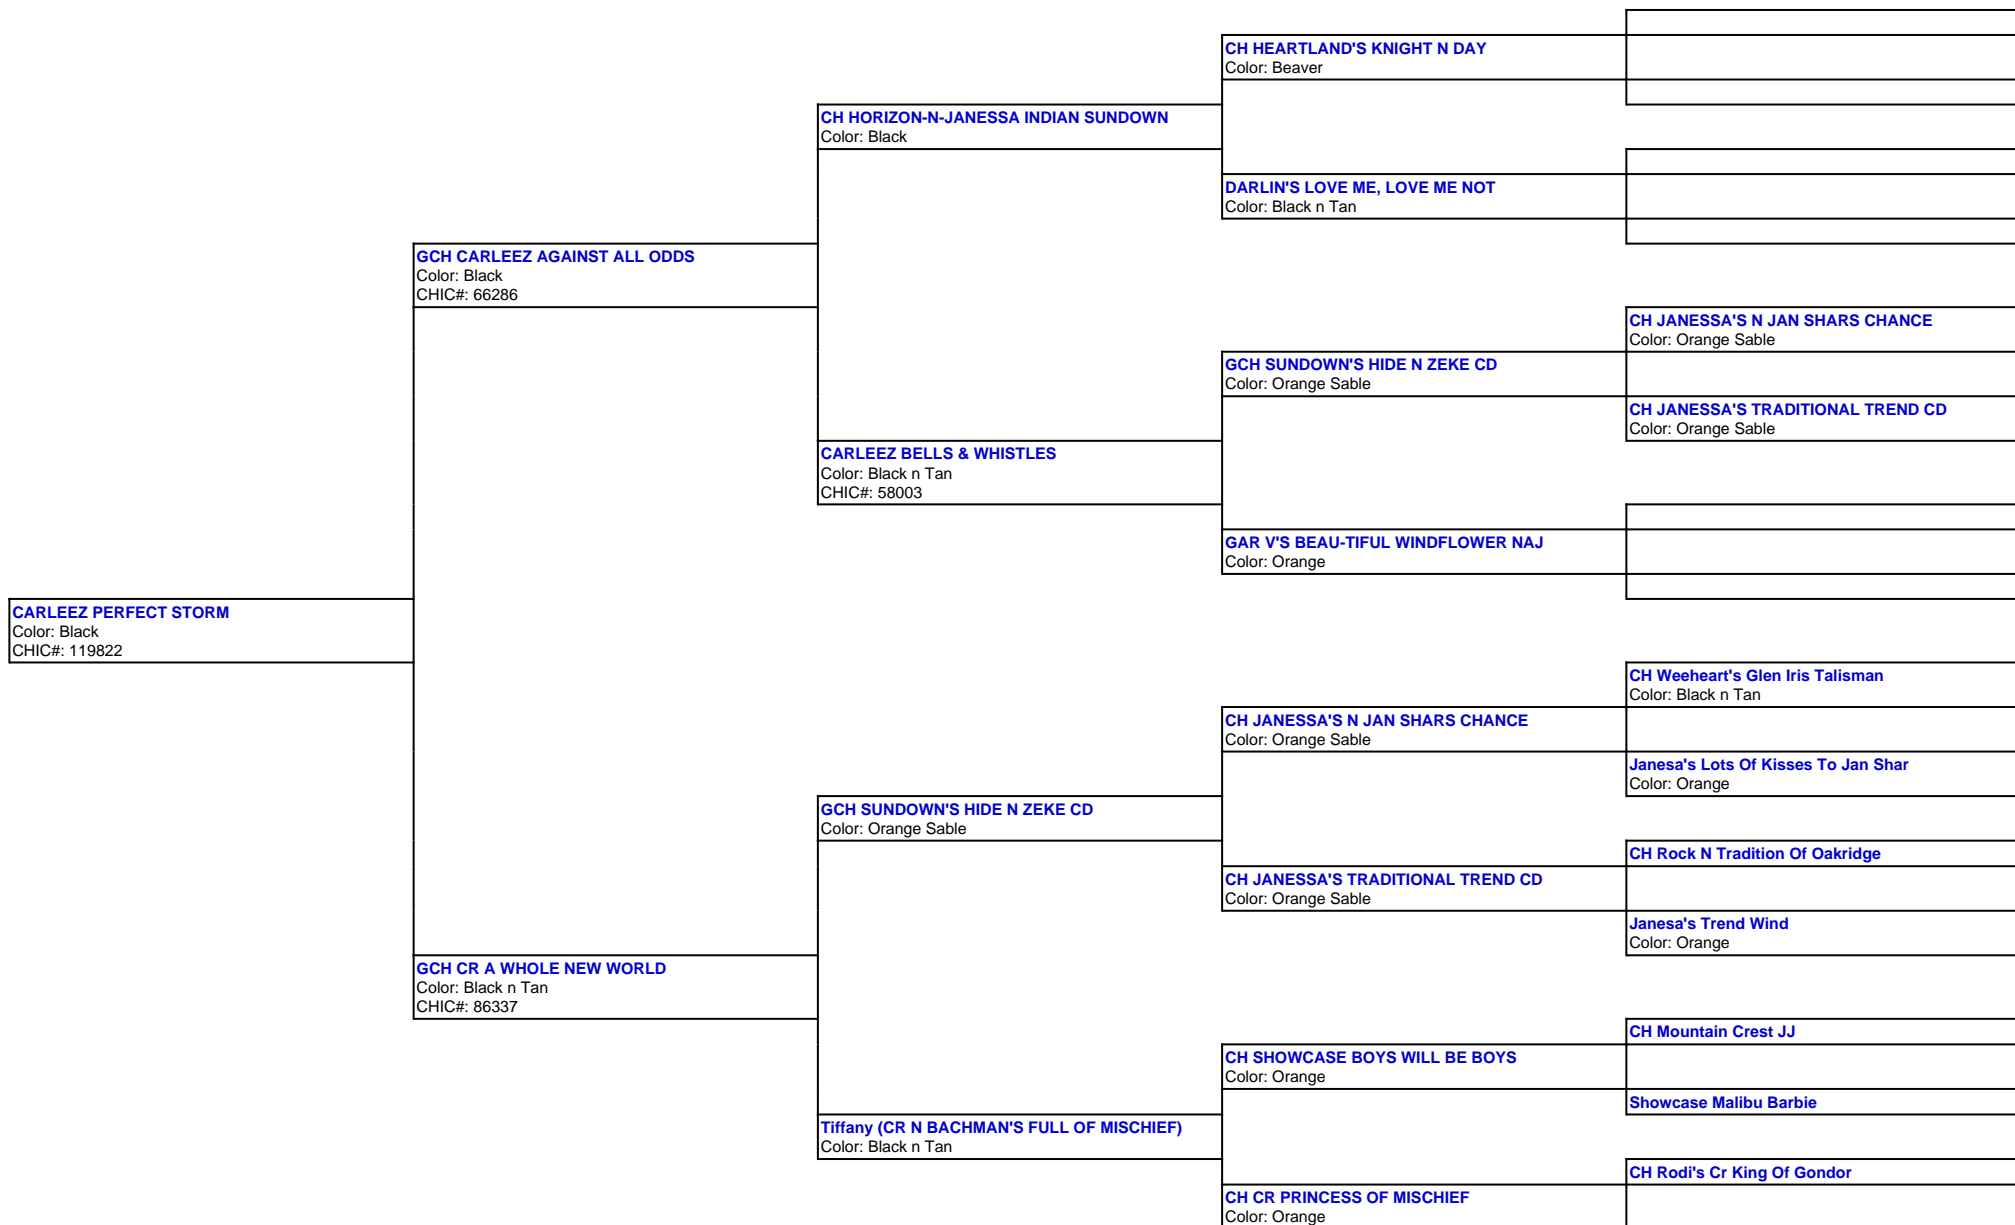 CH HEARTLAND'S KNIGHT N DAY
Color: Beaver
CH HORIZON-N-JANESSA INDIAN SUNDOWN
Color: Black
DARLIN'S LOVE ME, LOVE ME NOT
Color: Black n Tan
GCH CARLEEZ AGAINST ALL ODDS
Color: Black
CHIC#: 66286
CH JANESSA'S N JAN SHARS CHANCE
Color: Orange Sable
GCH SUNDOWN'S HIDE N ZEKE CD
Color: Orange Sable
CH JANESSA'S TRADITIONAL TREND CD
Color: Orange Sable
CARLEEZ BELLS & WHISTLES
Color: Black n Tan
CHIC#: 58003
GAR V'S BEAU-TIFUL WINDFLOWER NAJ
Color: Orange
CARLEEZ PERFECT STORM
Color: Black
CHIC#: 119822
CH Weeheart's Glen Iris Talisman
Color: Black n Tan
CH JANESSA'S N JAN SHARS CHANCE
Color: Orange Sable
Janesa's Lots Of Kisses To Jan Shar
Color: Orange
GCH SUNDOWN'S HIDE N ZEKE CD
Color: Orange Sable
CH Rock N Tradition Of Oakridge
CH JANESSA'S TRADITIONAL TREND CD
Color: Orange Sable
Janesa's Trend Wind
Color: Orange
GCH CR A WHOLE NEW WORLD
Color: Black n Tan
CHIC#: 86337
CH Mountain Crest JJ
CH SHOWCASE BOYS WILL BE BOYS
Color: Orange
Showcase Malibu Barbie
Tiffany (CR N BACHMAN'S FULL OF MISCHIEF)
Color: Black n Tan
CH Rodi's Cr King Of Gondor
CH CR PRINCESS OF MISCHIEF
Color: Orange